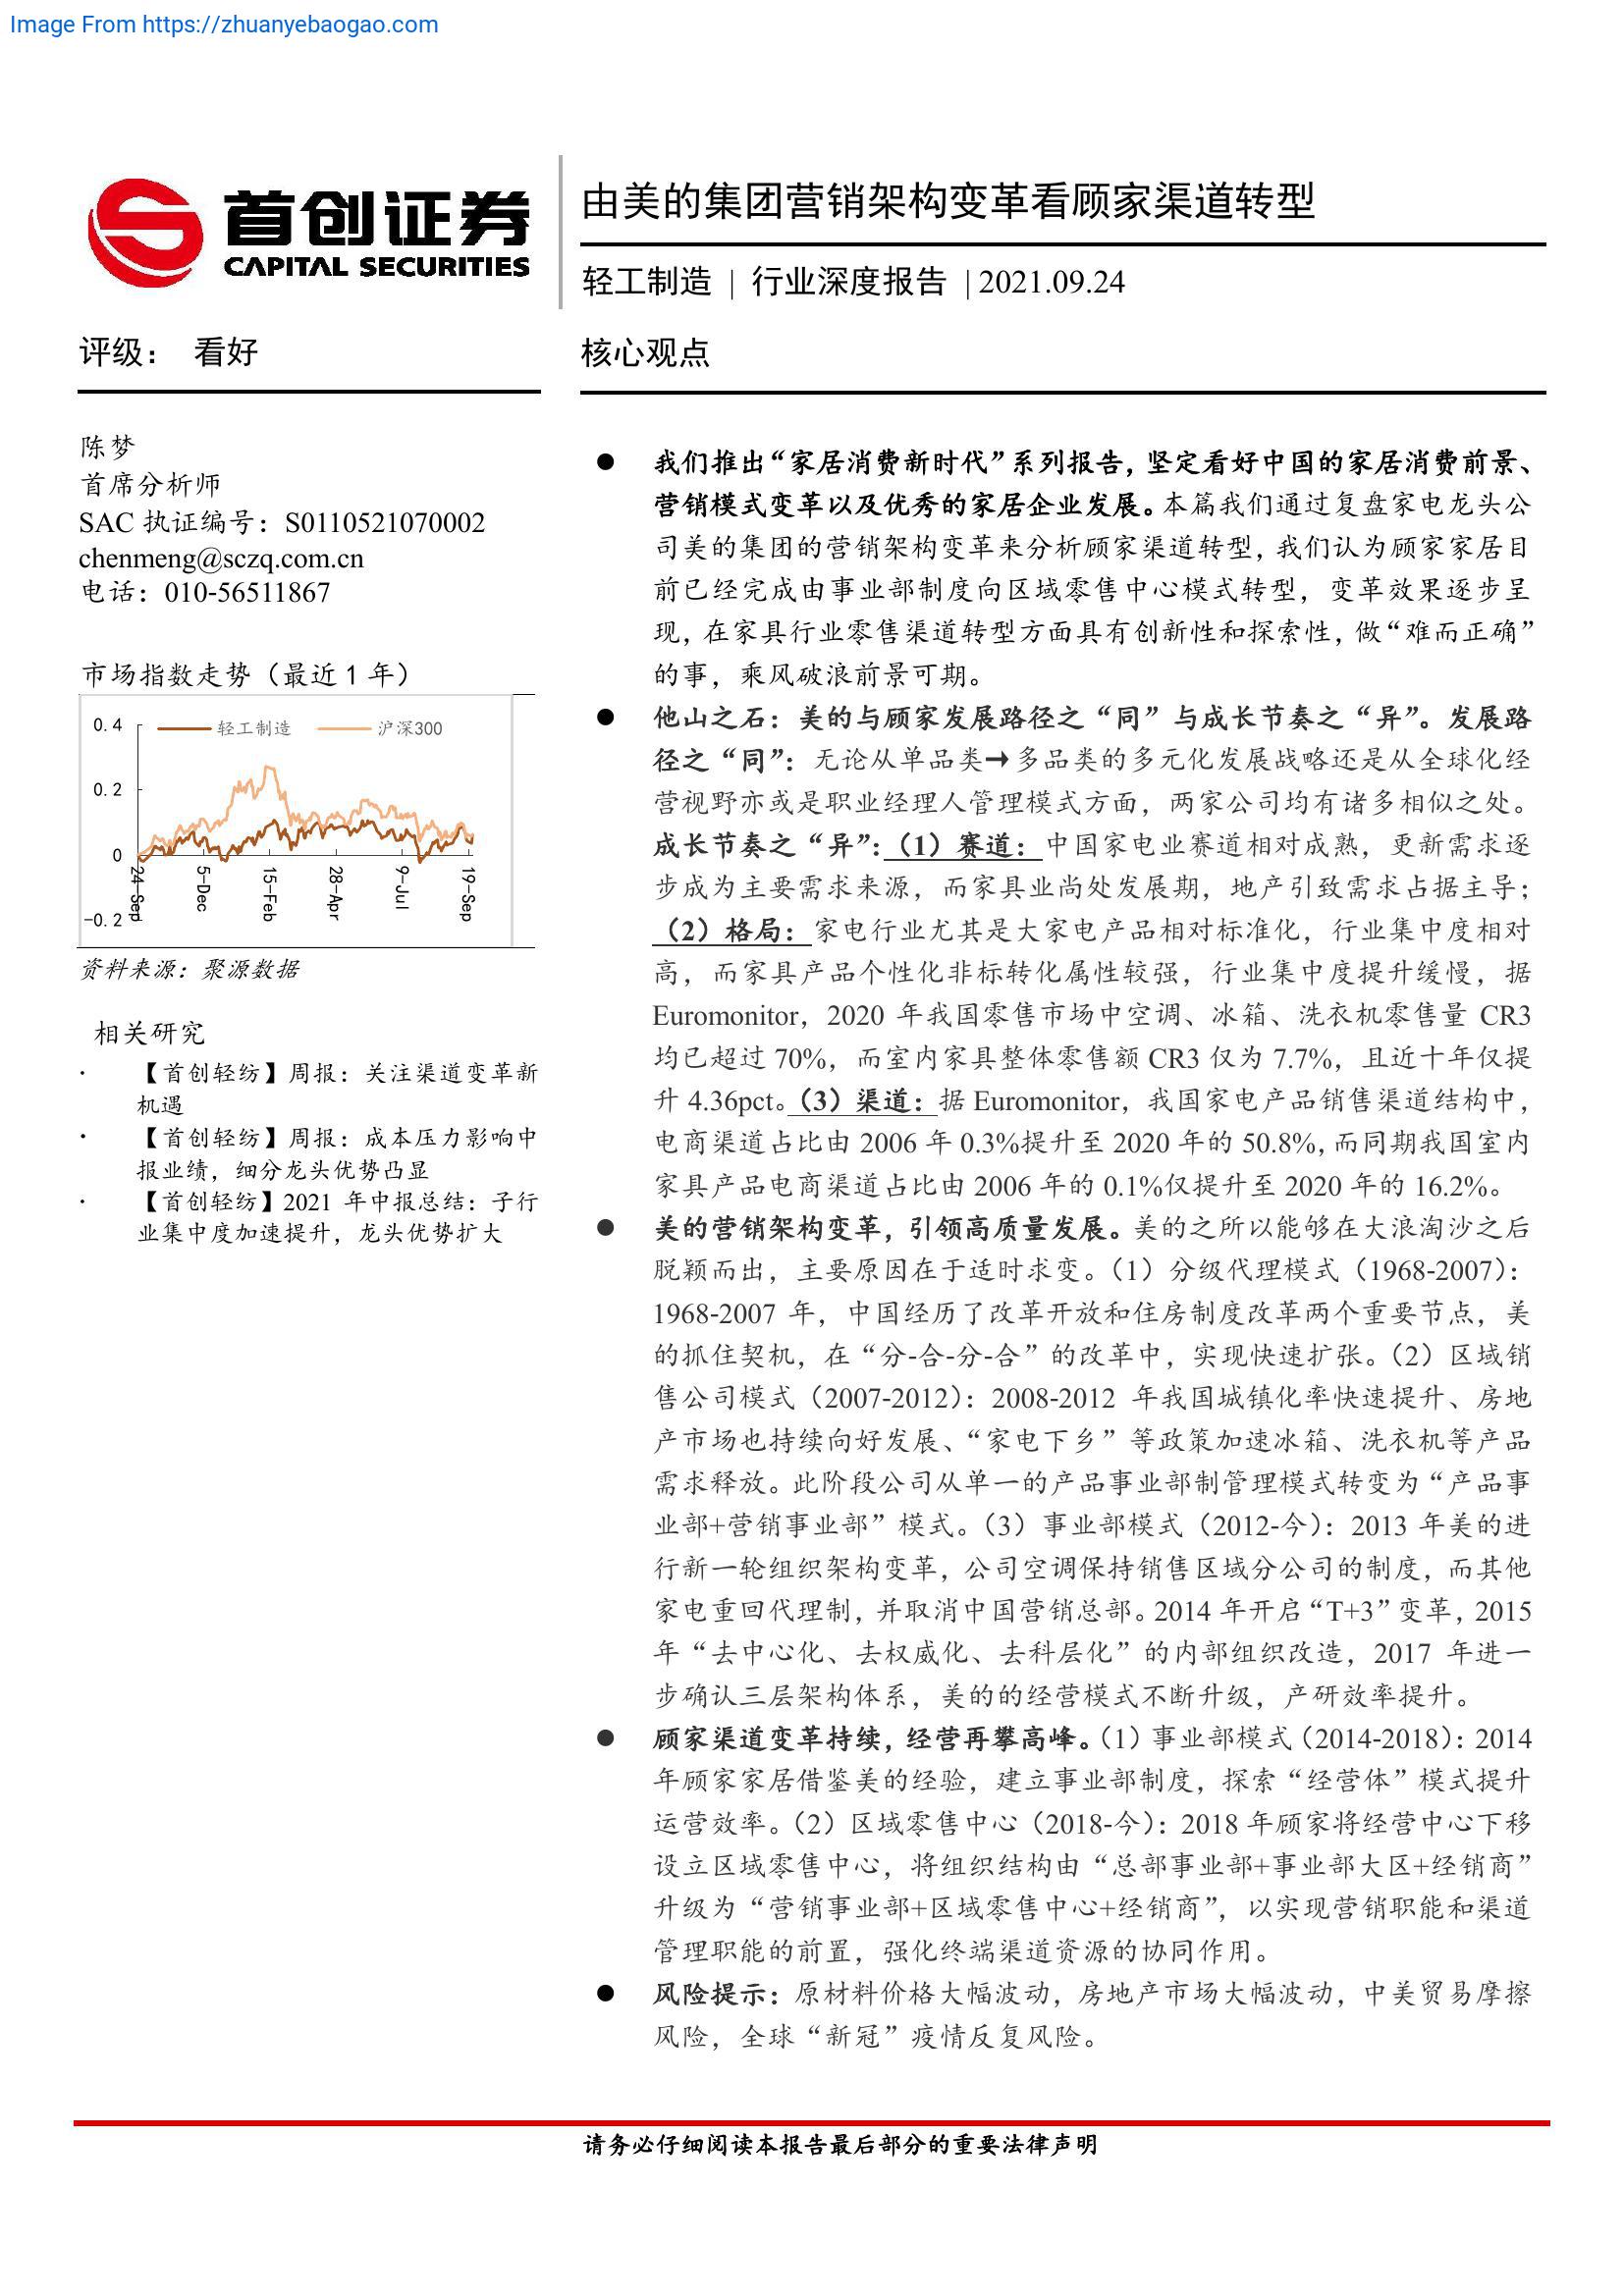 Image From https://zhuanyebaogao.com
首创证券
CAPITAL SECURITIES
由美的集团营销架构变革看顾家渠道转型
轻工制造 | 行业深度报告 | 2021.09.24
评级： 看好
陈梦
首席分析师
SAC 执证编号：S0110521070002
chenmeng@sczq.com.cn
电话：010-56511867
市场指数走势（最近 1 年）
轻工制造 沪深300
0.4
0.2
0
-0.2
24-Sep
5-Dec
15-Feb
28-Apr
9-Jul
19-Sep
资料来源：聚源数据
相关研究
· 【首创轻纺】周报：关注渠道变革新
机遇
· 【首创轻纺】周报：成本压力影响中
报业绩，细分龙头优势凸显
· 【首创轻纺】2021 年中报总结：子行
业集中度加速提升，龙头优势扩大
核心观点
● 我们推出“家居消费新时代”系列报告，坚定看好中国的家居消费前景、
营销模式变革以及优秀的家居企业发展。本篇我们通过复盘家电龙头公
司美的集团的营销架构变革来分析顾家渠道转型，我们认为顾家家居目
前已经完成由事业部制度向区域零售中心模式转型，变革效果逐步呈
现，在家具行业零售渠道转型方面具有创新性和探索性，做“难而正确”
的事，乘风破浪前景可期。
● 他山之石：美的与顾家发展路径之“同”与成长节奏之“异”。发展路
径之“同”：无论从单品类➞多品类的多元化发展战略还是从全球化经
营视野亦或是职业经理人管理模式方面，两家公司均有诸多相似之处。
成长节奏之“异”：（1）赛道：中国家电业赛道相对成熟，更新需求逐
步成为主要需求来源，而家具业尚处发展期，地产引致需求占据主导；
（2）格局：家电行业尤其是大家电产品相对标准化，行业集中度相对
高，而家具产品个性化非标转化属性较强，行业集中度提升缓慢，据
Euromonitor，2020 年我国零售市场中空调、冰箱、洗衣机零售量 CR3
均已超过 70%，而室内家具整体零售额 CR3 仅为 7.7%，且近十年仅提
升 4.36pct。（3）渠道：据 Euromonitor，我国家电产品销售渠道结构中，
电商渠道占比由 2006 年 0.3%提升至 2020 年的 50.8%，而同期我国室内
家具产品电商渠道占比由 2006 年的 0.1%仅提升至 2020 年的 16.2%。
● 美的营销架构变革，引领高质量发展。美的之所以能够在大浪淘沙之后
脱颖而出，主要原因在于适时求变。（1）分级代理模式（1968-2007）：
1968-2007 年，中国经历了改革开放和住房制度改革两个重要节点，美
的抓住契机，在“分-合-分-合”的改革中，实现快速扩张。（2）区域销
售公司模式（2007-2012）：2008-2012 年我国城镇化率快速提升、房地
产市场也持续向好发展、“家电下乡”等政策加速冰箱、洗衣机等产品
需求释放。此阶段公司从单一的产品事业部制管理模式转变为“产品事
业部+营销事业部”模式。（3）事业部模式（2012-今）：2013 年美的进
行新一轮组织架构变革，公司空调保持销售区域分公司的制度，而其他
家电重回代理制，并取消中国营销总部。2014 年开启“T+3”变革，2015
年“去中心化、去权威化、去科层化”的内部组织改造，2017 年进一
步确认三层架构体系，美的的经营模式不断升级，产研效率提升。
● 顾家渠道变革持续，经营再攀高峰。（1）事业部模式（2014-2018）：2014
年顾家家居借鉴美的经验，建立事业部制度，探索“经营体”模式提升
运营效率。（2）区域零售中心（2018-今）：2018 年顾家将经营中心下移
设立区域零售中心，将组织结构由“总部事业部+事业部大区+经销商”
升级为“营销事业部+区域零售中心+经销商”，以实现营销职能和渠道
管理职能的前置，强化终端渠道资源的协同作用。
● 风险提示：原材料价格大幅波动，房地产市场大幅波动，中美贸易摩擦
风险，全球“新冠”疫情反复风险。
请务必仔细阅读本报告最后部分的重要法律声明